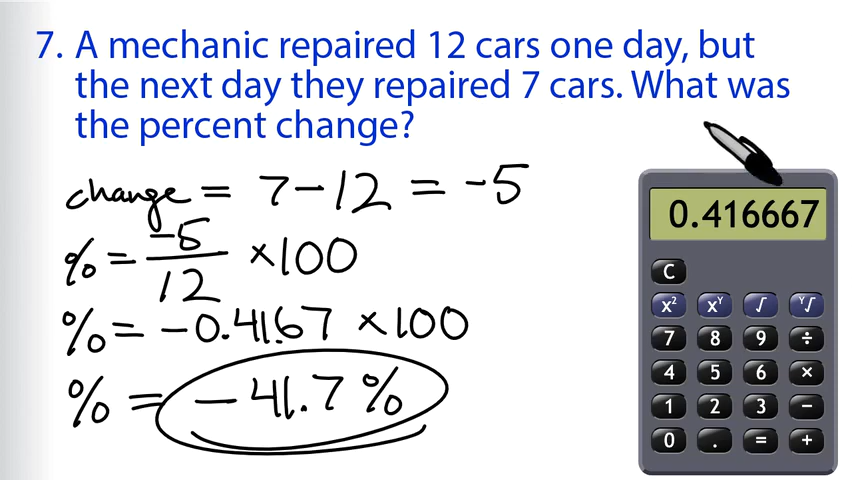 7. A mechanic repaired 12 cars one day, but
the next day they repaired 7 cars. What was
the percent change?
change = 7 - 12 = -5
% = -5/12 × 100
% = -0.4167 × 100
% = -41.7%
0.416667
C
x² xʸ √ ʸ√
7 8 9 ÷
4 5 6 ×
1 2 3 −
0 . = +